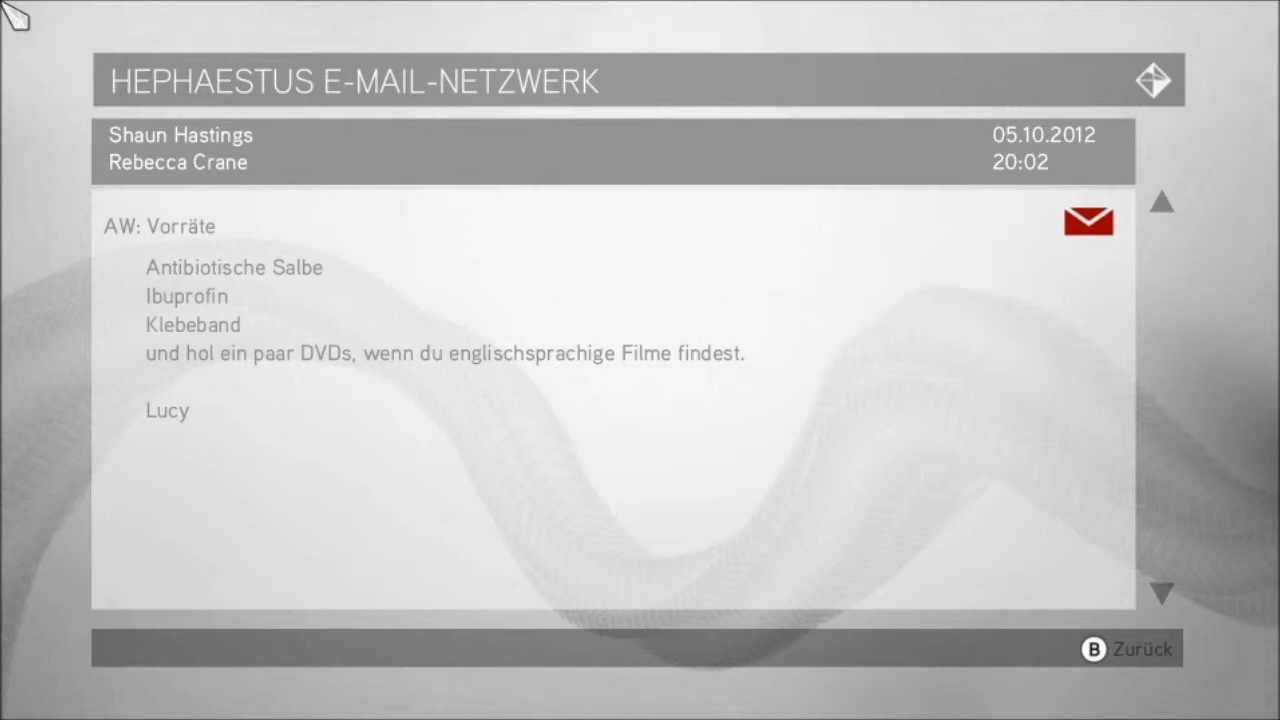 HEPHAESTUS E-MAIL-NETZWERK
Shaun Hastings 05.10.2012
Rebecca Crane 20:02
AW: Vorräte
Antibiotische Salbe
Ibuprofin
Klebeband
und hol ein paar DVDs, wenn du englischsprachige Filme findest.
Lucy
B Zurück